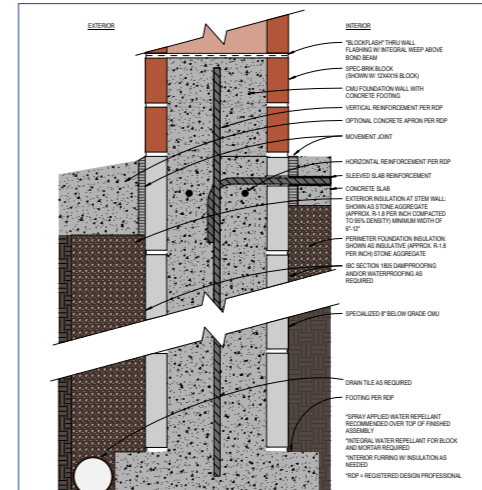 EXTERIOR
INTERIOR
"BLOCKFLASH" THRU WALL
FLASHING W/ INTEGRAL WEEP ABOVE
BOND BEAM
SPEC-BRIK BLOCK
(SHOWN W/ 12X4X16 BLOCK)
CMU FOUNDATION WALL WITH
CONCRETE FOOTING
VERTICAL REINFORCEMENT PER RDP
OPTIONAL CONCRETE APRON PER RDP
MOVEMENT JOINT
HORIZONTAL REINFORCEMENT PER RDP
SLEEVED SLAB REINFORCEMENT
CONCRETE SLAB
EXTERIOR INSULATION AT STEM WALL:
SHOWN AS STONE AGGREGATE
(APPROX. R-1.8 PER INCH COMPACTED
TO 95% DENSITY) MINIMUM WIDTH OF
6"-12"
PERIMETER FOUNDATION INSULATION:
SHOWN AS INSULATIVE (APPROX. R-1.8
PER INCH) STONE AGGREGATE
IBC SECTION 1805 DAMPPROOFING
AND/OR WATERPROOFING AS
REQUIRED
SPECIALIZED 8" BELOW GRADE CMU
DRAIN TILE AS REQUIRED
FOOTING PER RDP
*SPRAY APPLIED WATER REPELLANT
RECOMMENDED OVER TOP OF FINISHED
ASSEMBLY
*INTEGRAL WATER REPELLANT FOR BLOCK
AND MORTAR REQUIRED
*INTERIOR FURRING W/ INSULATION AS
NEEDED
*RDP = REGISTERED DESIGN PROFESSIONAL